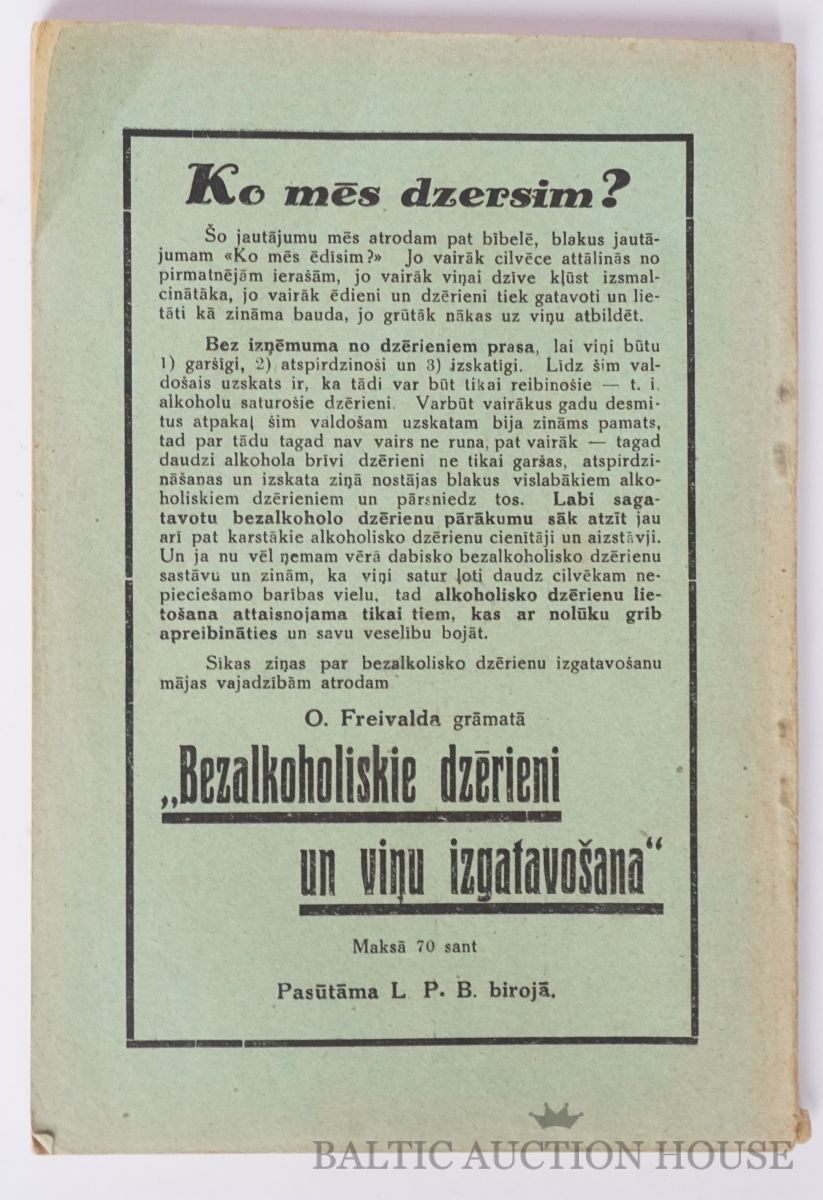 Ko mēs dzersim?
Šo jautājumu mēs atrodam pat bībelē, blakus jautā-
jumam «Ko mēs ēdīsim?» Jo vairāk cilvēce attālinās no
pirmatnējām ierašām, jo vairāk viņai dzīve kļūst izsmal-
cinātāka, jo vairāk ēdieni un dzērieni tiek gatavoti un lie-
tāti kā zināma bauda, jo grūtāk nākas uz viņu atbildēt.
Bez izņēmuma no dzērieniem prasa, lai viņi būtu
1) garšīgi, 2) atspirdzinoši un 3) izskatīgi. Līdz šim val-
došais uzskats ir, ka tādi var būt tikai reibinošie — t. i.
alkoholu saturošie dzērieni. Varbūt vairākus gadu desmi-
tus atpakaļ šim valdošam uzskatam bija zināms pamats,
tad par tādu tagad nav vairs ne runa, pat vairāk — tagad
daudzi alkohola brīvi dzērieni ne tikai garšas, atspirdzi-
nāšanas un izskata ziņā nostājas blakus vislabākiem alko-
holiskiem dzērieniem un pārsniedz tos. Labi saga-
tavotu bezalkoholo dzērienu pārākumu sāk atzīt jau
arī pat karstākie alkoholisko dzērienu cienītāji un aizstāvji.
Un ja nu vēl ņemam vērā dabisko bezalkoholisko dzērienu
sastāvu un zinām, ka viņi satur ļoti daudz cilvēkam ne-
pieciešamo barības vielu, tad alkoholisko dzērienu lie-
tošana attaisnojama tikai tiem, kas ar nolūku grib
apreibināties un savu veselību bojāt.
Sīkas ziņas par bezalkolisko dzērienu izgatavošanu
mājas vajadzībām atrodam
O. Freivalda grāmatā
„Bezalkoholiskie dzērieni
un viņu izgatavošana“
Maksā 70 sant
Pasūtāma L. P. B. birojā.
BALTIC AUCTION HOUSE